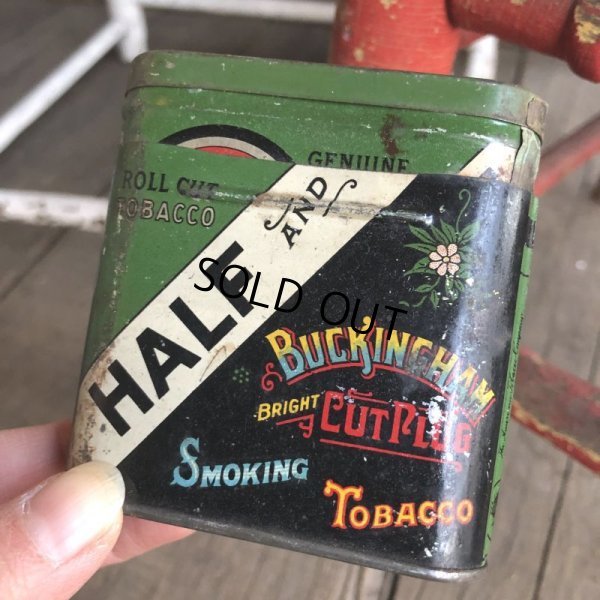 GENUINE
ROLL CUT
TOBACCO
HALF AND
SOLD OUT
BUCKINGHAM
BRIGHT CUT PLUG
SMOKING
TOBACCO